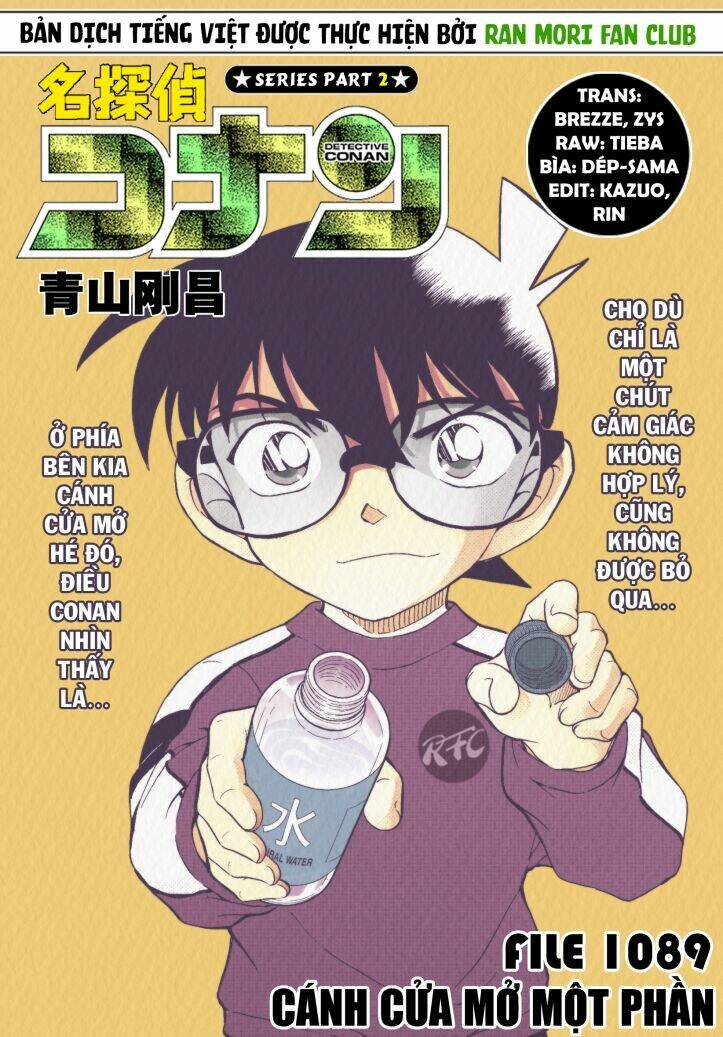 BẢN DỊCH TIẾNG VIỆT ĐƯỢC THỰC HIỆN BỞI RAN MORI FAN CLUB
★ SERIES PART 2 ★
名探偵
コナン
DETECTIVE
CONAN
青山剛昌
TRANS:
BREZZE, ZYS
RAW: TIEBA
BÌA: DÉP-SAMA
EDIT: KAZUO,
RIN
CHO DÙ
CHỈ LÀ
MỘT
CHÚT
CẢM GIÁC
KHÔNG
HỢP LÝ,
CŨNG
KHÔNG
ĐƯỢC BỎ
QUA...
Ở PHÍA
BÊN KIA
CÁNH
CỬA MỞ
HÉ ĐÓ,
ĐIỀU
CONAN
NHÌN
THẤY
LÀ...
RFC
水
WATER
FILE 1089
CÁNH CỬA MỞ MỘT PHẦN